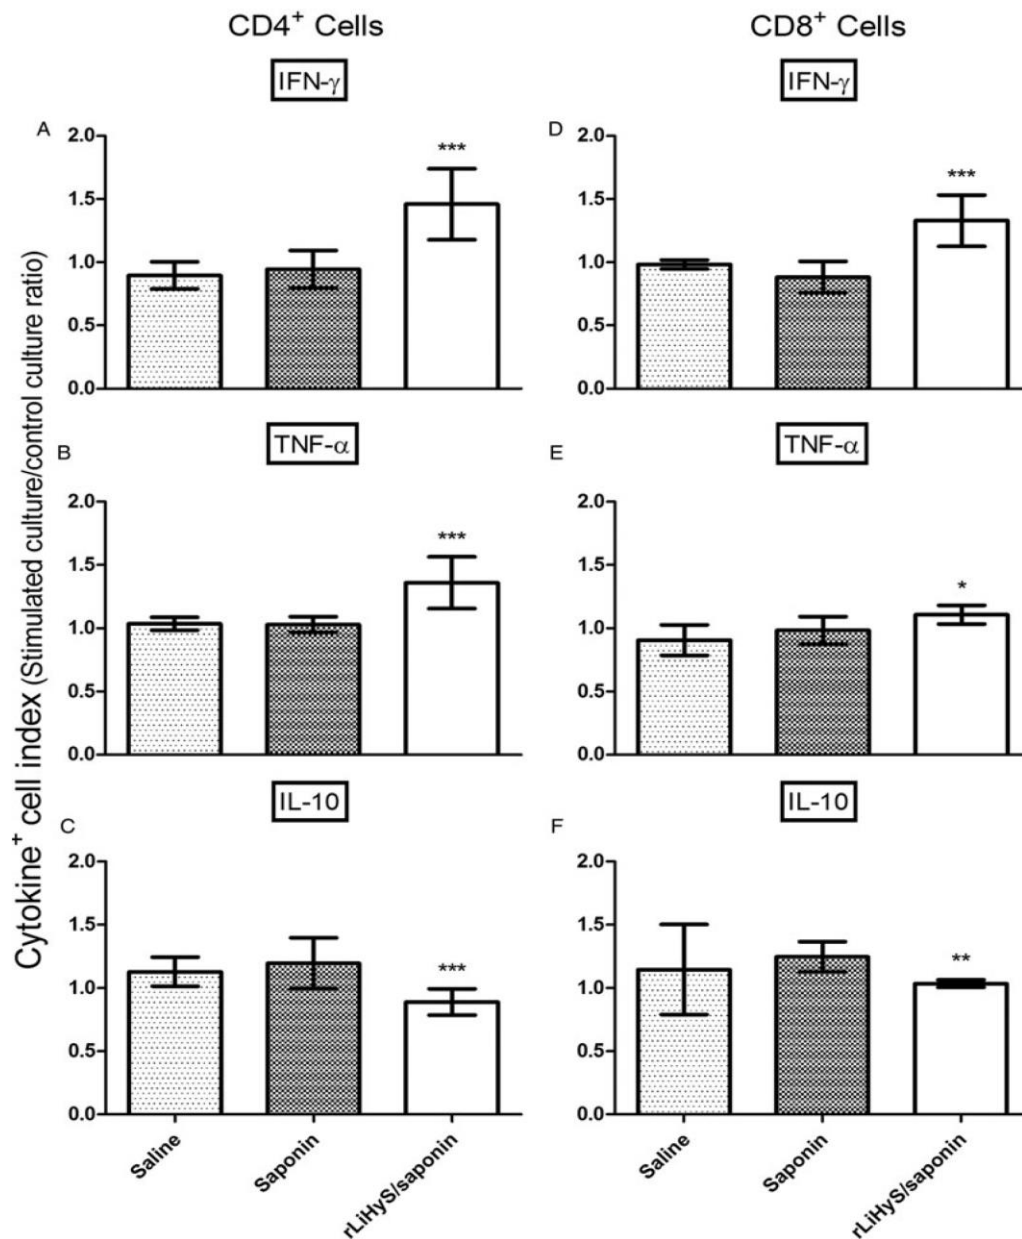 CD4⁺ Cells
CD8⁺ Cells
Cytokine⁺ cell index (Stimulated culture/control culture ratio)
IFN-γ
A
2.0
***
1.5
1.0
0.5
0.0
IFN-γ
D
2.0
***
1.5
1.0
0.5
0.0
TNF-α
B
2.0
***
1.5
1.0
0.5
0.0
TNF-α
E
2.0
1.5
*
1.0
0.5
0.0
IL-10
C
2.0
1.5
***
1.0
0.5
0.0
Saline
Saponin
rLiHyS/saponin
IL-10
F
2.0
1.5
**
1.0
0.5
0.0
Saline
Saponin
rLiHyS/saponin